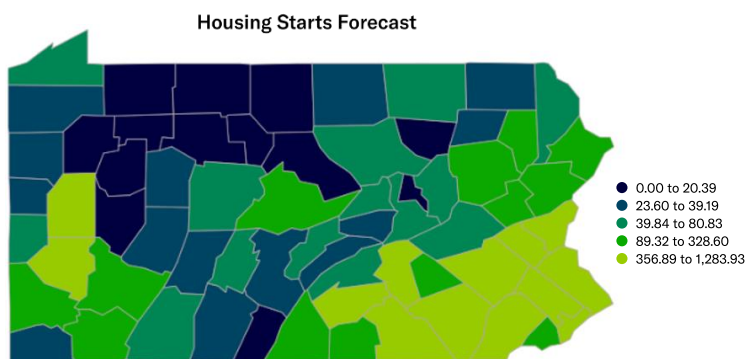 Housing Starts Forecast
0.00 to 20.39
23.60 to 39.19
39.84 to 80.83
89.32 to 328.60
356.89 to 1,283.93